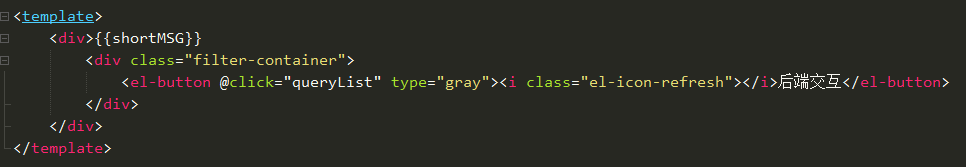 <template>
<div>{{shortMSG}}
<div class="filter-container">
<el-button @click="queryList" type="gray"><i class="el-icon-refresh"></i>后端交互</el-button>
</div>
</div>
</template>